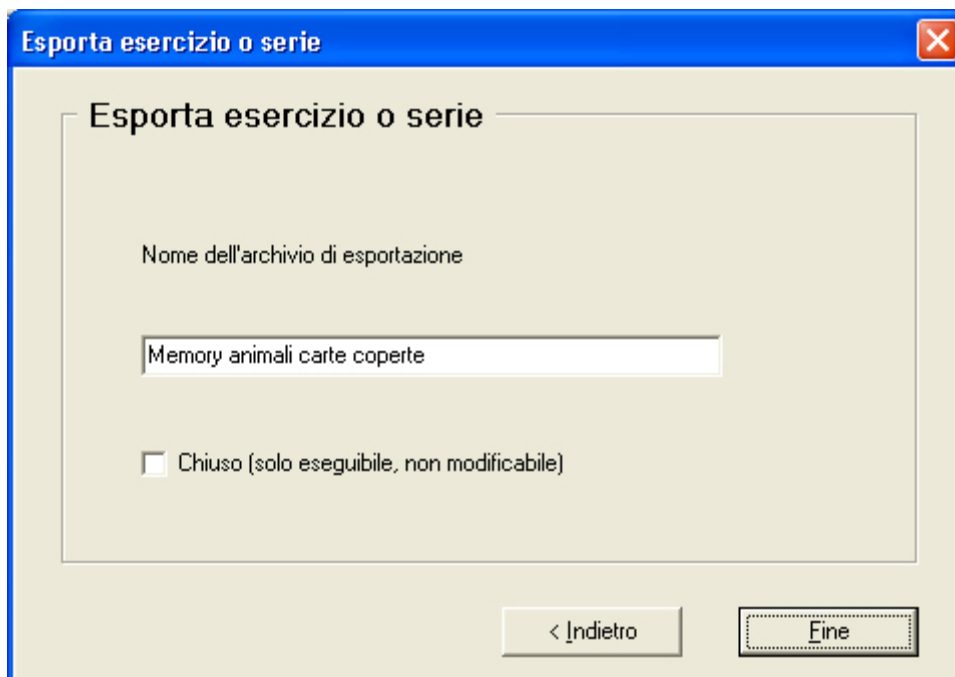 Esporta esercizio o serie
Esporta esercizio o serie
Nome dell'archivio di esportazione
Memory animali carte coperte
Chiuso (solo eseguibile, non modificabile)
< Indietro
Fine